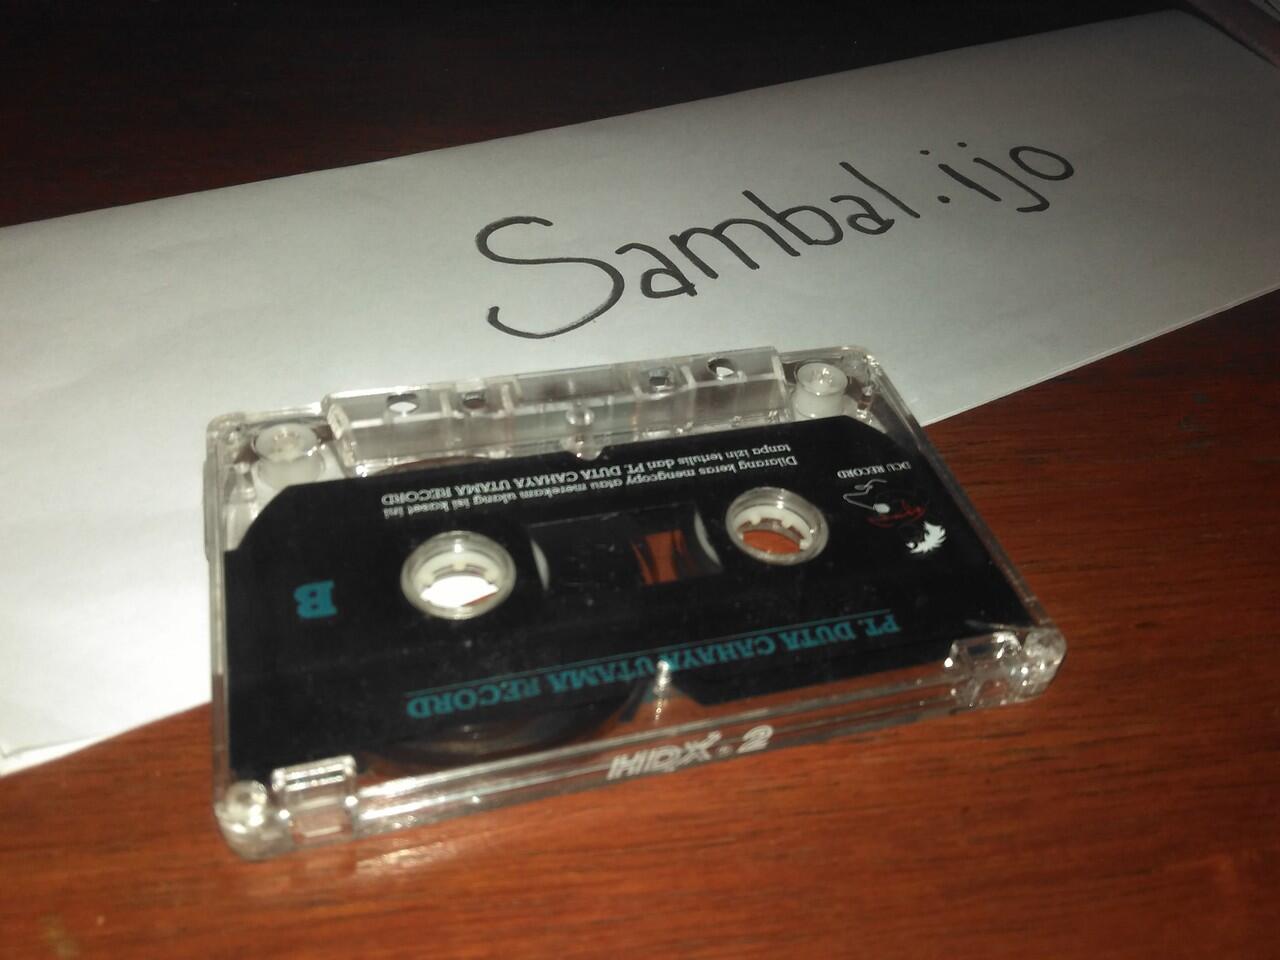 Sambal.ijo
PT. DUTA CAHAYA UTAMA RECORD
B
DCU RECORD
Dilarang keras mengcopy atau merekam ulang isi kaset ini
tanpa izin tertulis dari PT. DUTA CAHAYA UTAMA RECORD
HDX•2